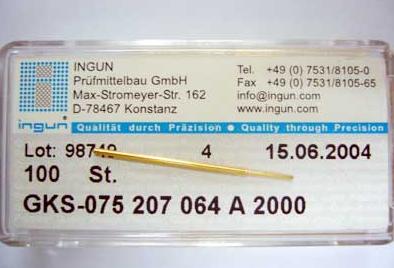 INGUN
Prüfmittelbau GmbH
Max-Stromeyer-Str. 162
D-78467 Konstanz
Tel. +49 (0) 7531/8105-0
Fax +49 (0) 7531/8105-65
info@ingun.com
www.ingun.com
ingun
Qualität durch Präzision • Quality through Precision
Lot: 4 15.06.2004
100 St.
GKS-075 207 064 A 2000